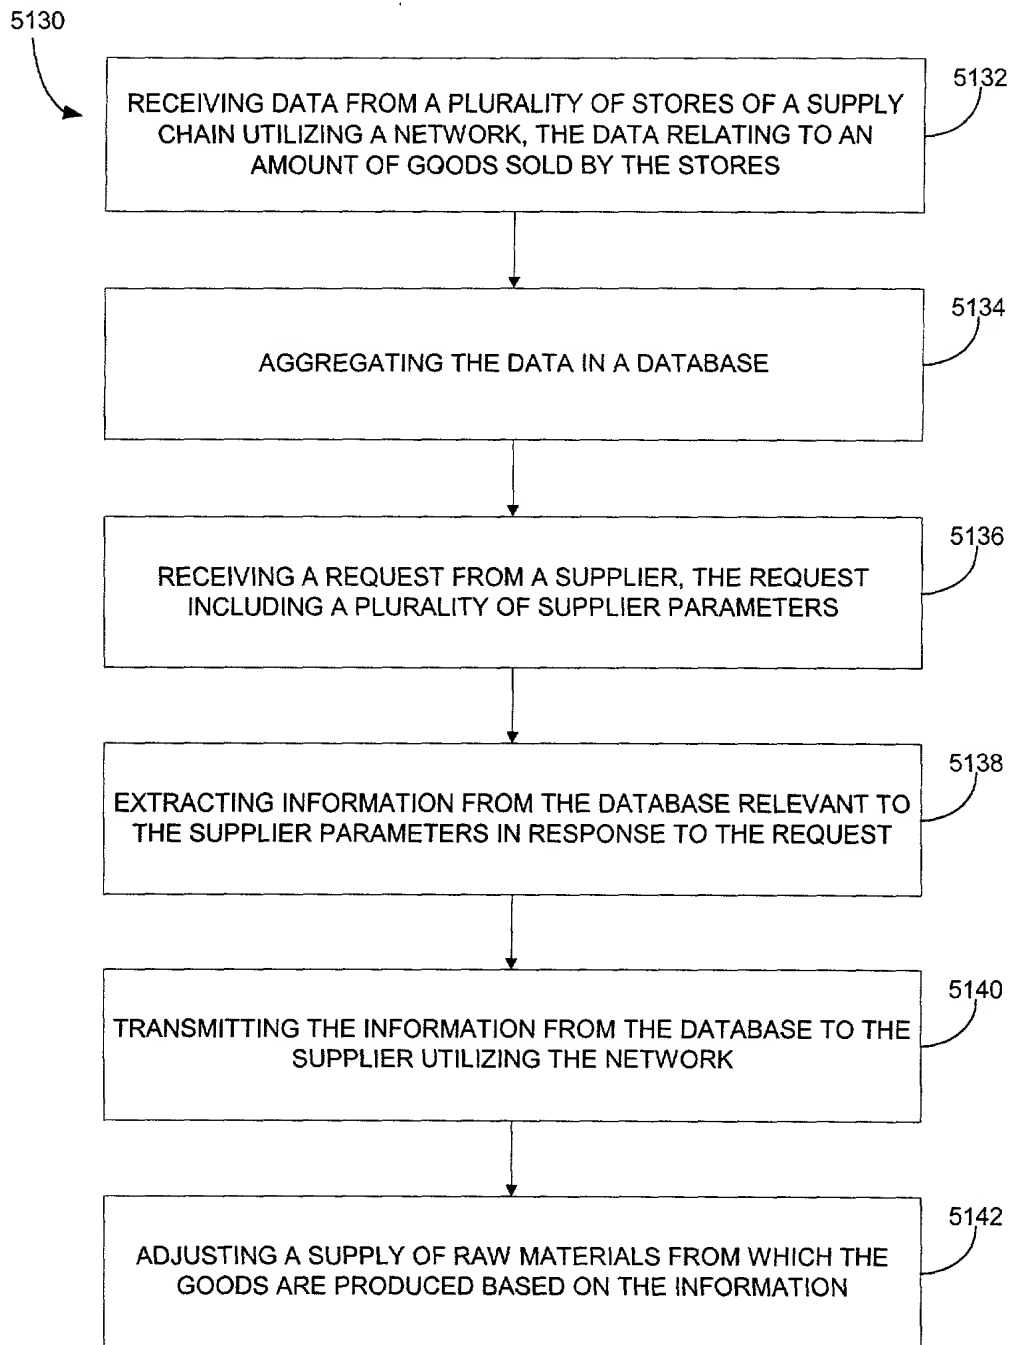 5130
5132
RECEIVING DATA FROM A PLURALITY OF STORES OF A SUPPLY
CHAIN UTILIZING A NETWORK, THE DATA RELATING TO AN
AMOUNT OF GOODS SOLD BY THE STORES
5134
AGGREGATING THE DATA IN A DATABASE
5136
RECEIVING A REQUEST FROM A SUPPLIER, THE REQUEST
INCLUDING A PLURALITY OF SUPPLIER PARAMETERS
5138
EXTRACTING INFORMATION FROM THE DATABASE RELEVANT TO
THE SUPPLIER PARAMETERS IN RESPONSE TO THE REQUEST
5140
TRANSMITTING THE INFORMATION FROM THE DATABASE TO THE
SUPPLIER UTILIZING THE NETWORK
5142
ADJUSTING A SUPPLY OF RAW MATERIALS FROM WHICH THE
GOODS ARE PRODUCED BASED ON THE INFORMATION